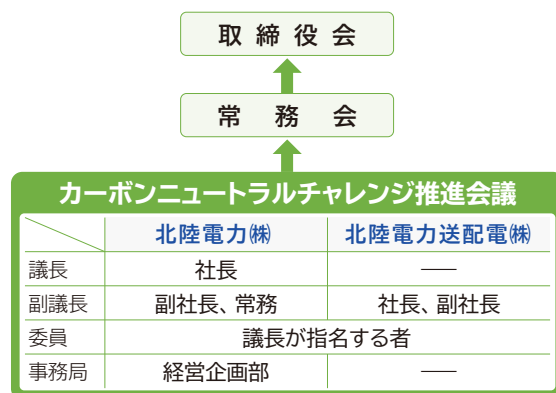 取締役会
常務会
カーボンニュートラルチャレンジ推進会議
北陸電力㈱ 北陸電力送配電㈱
議長 社長 ―
副議長 副社長、常務 社長、副社長
委員 議長が指名する者
事務局 経営企画部 ―